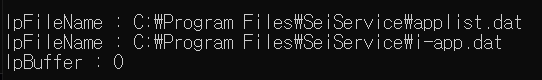 lpFileName : C:₩Program Files₩SeiService₩applist.dat
lpFileName : C:₩Program Files₩SeiService₩i-app.dat
lpBuffer : 0